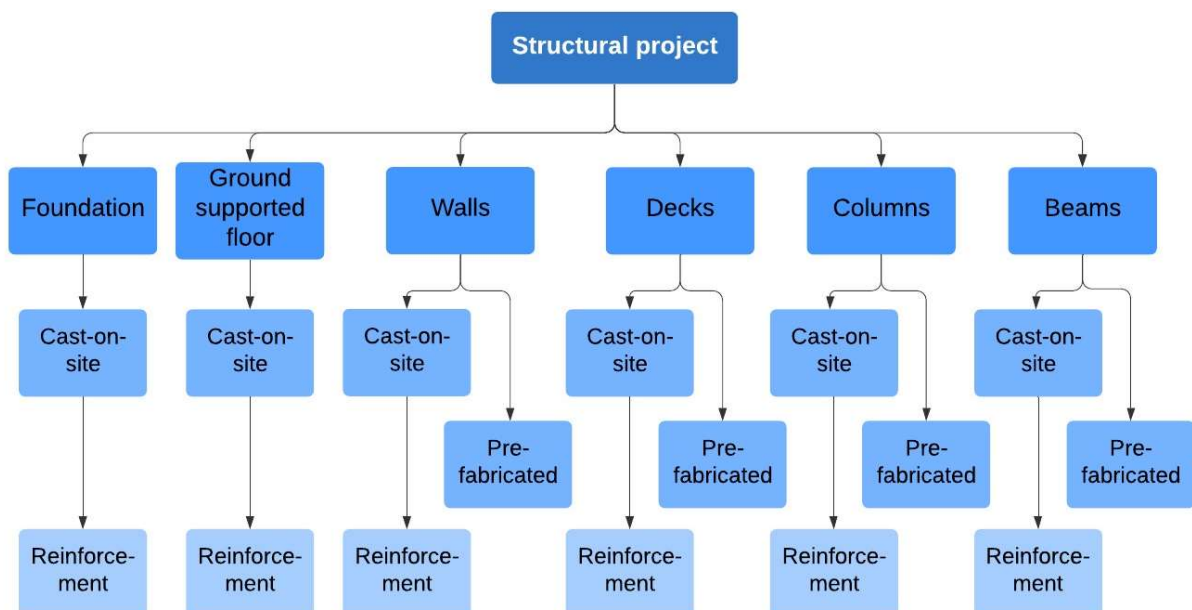 Structural project
Foundation
Ground
supported
floor
Walls
Decks
Columns
Beams
Cast-on-
site
Cast-on-
site
Cast-on-
site
Cast-on-
site
Cast-on-
site
Cast-on-
site
Pre-
fabricated
Pre-
fabricated
Pre-
fabricated
Pre-
fabricated
Reinforce-
ment
Reinforce-
ment
Reinforce-
ment
Reinforce-
ment
Reinforce-
ment
Reinforce-
ment